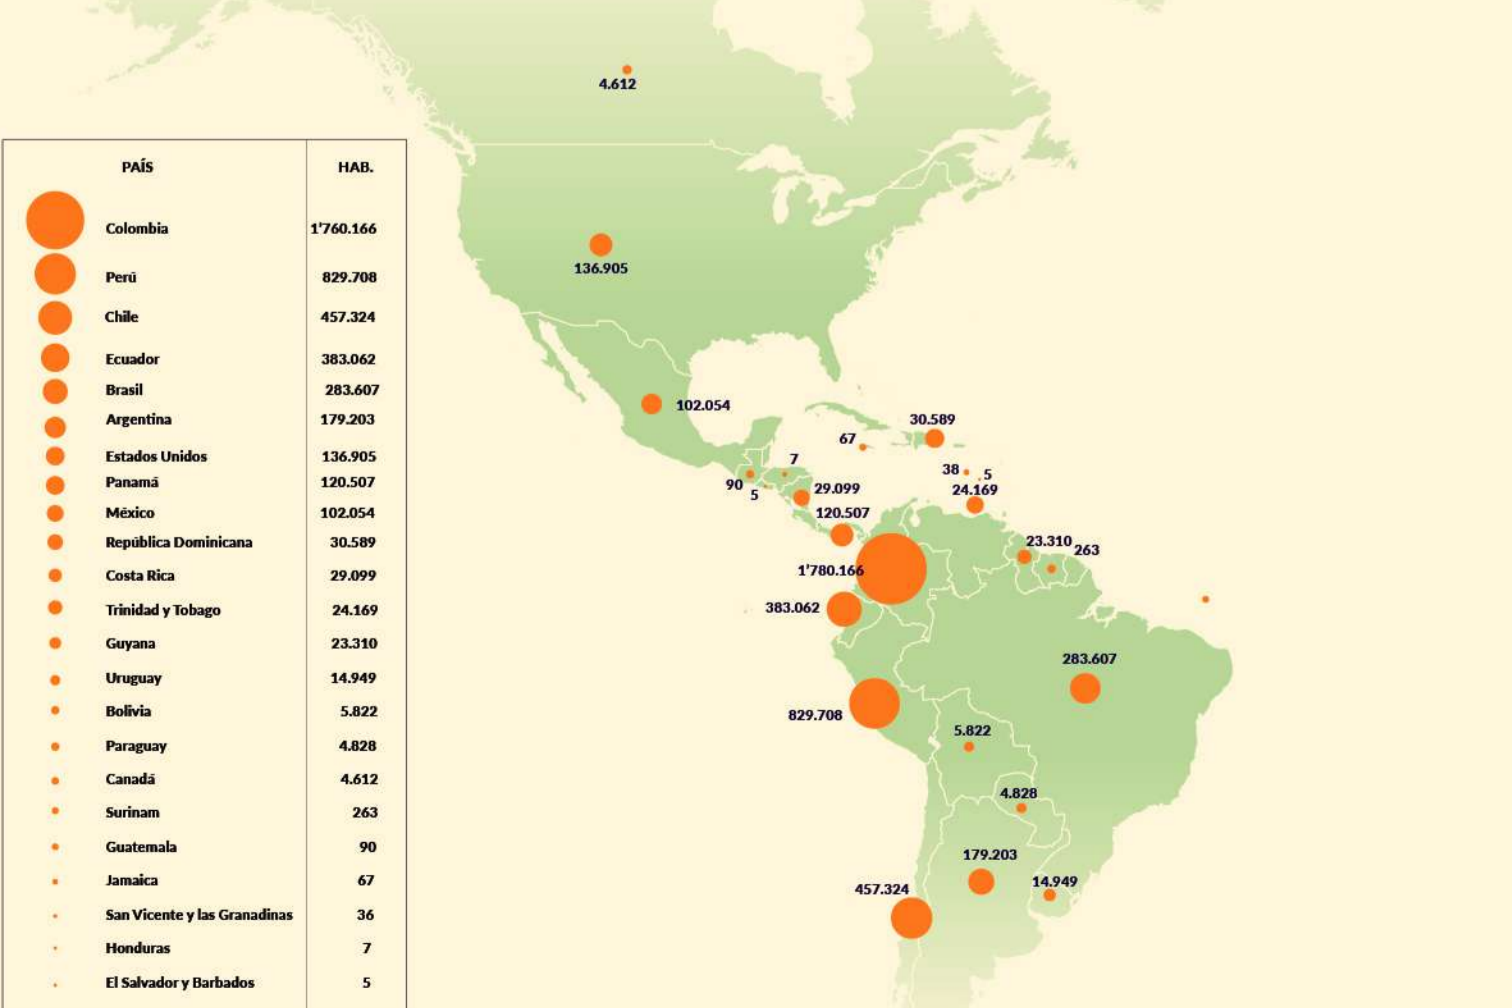 PAÍS HAB.
Colombia 1'760.166
Perú 829.708
Chile 457.324
Ecuador 383.062
Brasil 283.607
Argentina 179.203
Estados Unidos 136.905
Panamá 120.507
México 102.054
República Dominicana 30.589
Costa Rica 29.099
Trinidad y Tobago 24.169
Guyana 23.310
Uruguay 14.949
Bolivia 5.822
Paraguay 4.828
Canadá 4.612
Surinam 263
Guatemala 90
Jamaica 67
San Vicente y las Granadinas 36
Honduras 7
El Salvador y Barbados 5
4.612
136.905
102.054
30.589
67
7
38
5
90
5
29.099
24.169
120.507
23.310
263
1'780.166
383.062
283.607
829.708
5.822
4.828
179.203
14.949
457.324